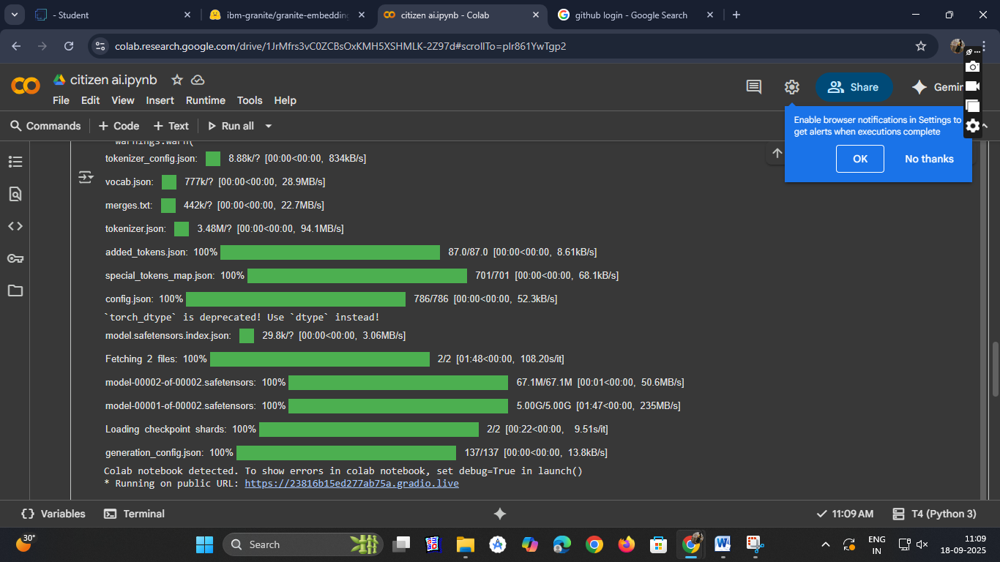 - Student
ibm-granite/granite-embedding
citizen ai.ipynb - Colab
github login - Google Search
colab.research.google.com/drive/1JrMfrs3vC0ZCBsOxKMH5XSHMLK-2Z97d#scrollTo=plr861YwTgp2
citizen ai.ipynb
File Edit View Insert Runtime Tools Help
Share
Gemin
Commands + Code + Text Run all
Enable browser notifications in Settings to
get alerts when executions complete
OK No thanks
warnings.warn(
tokenizer_config.json: 8.88k/? [00:00<00:00, 834kB/s]
vocab.json: 777k/? [00:00<00:00, 28.9MB/s]
merges.txt: 442k/? [00:00<00:00, 22.7MB/s]
tokenizer.json: 3.48M/? [00:00<00:00, 94.1MB/s]
added_tokens.json: 100% 87.0/87.0 [00:00<00:00, 8.61kB/s]
special_tokens_map.json: 100% 701/701 [00:00<00:00, 68.1kB/s]
config.json: 100% 786/786 [00:00<00:00, 52.3kB/s]
`torch_dtype` is deprecated! Use `dtype` instead!
model.safetensors.index.json: 29.8k/? [00:00<00:00, 3.06MB/s]
Fetching 2 files: 100% 2/2 [01:48<00:00, 108.20s/it]
model-00002-of-00002.safetensors: 100% 67.1M/67.1M [00:01<00:00, 50.6MB/s]
model-00001-of-00002.safetensors: 100% 5.00G/5.00G [01:47<00:00, 235MB/s]
Loading checkpoint shards: 100% 2/2 [00:22<00:00, 9.51s/it]
generation_config.json: 100% 137/137 [00:00<00:00, 13.8kB/s]
Colab notebook detected. To show errors in colab notebook, set debug=True in launch()
* Running on public URL: https://23816b15ed277ab75a.gradio.live
Variables Terminal
11:09 AM T4 (Python 3)
30°
Search
ENG
IN
11:09
18-09-2025